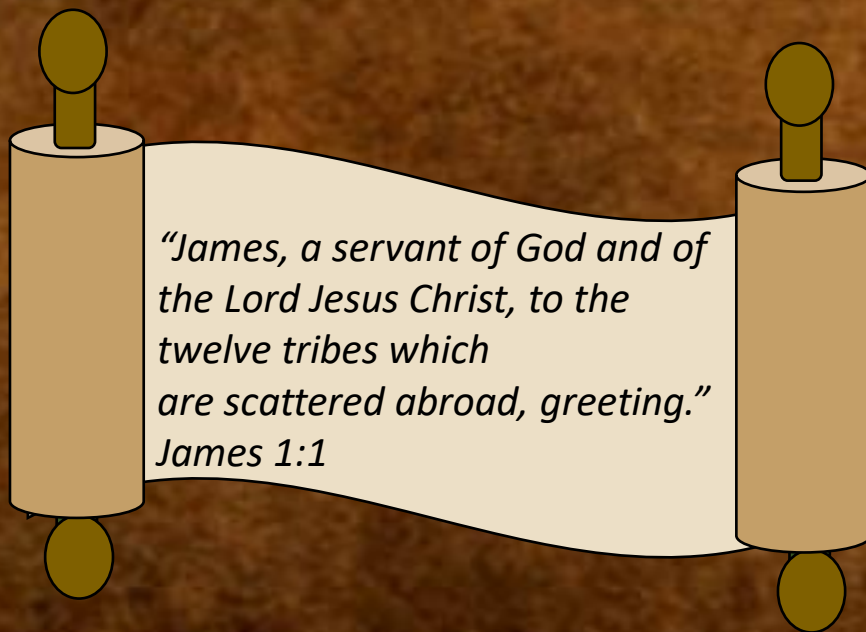 “James, a servant of God and of
the Lord Jesus Christ, to the
twelve tribes which
are scattered abroad, greeting.”
James 1:1